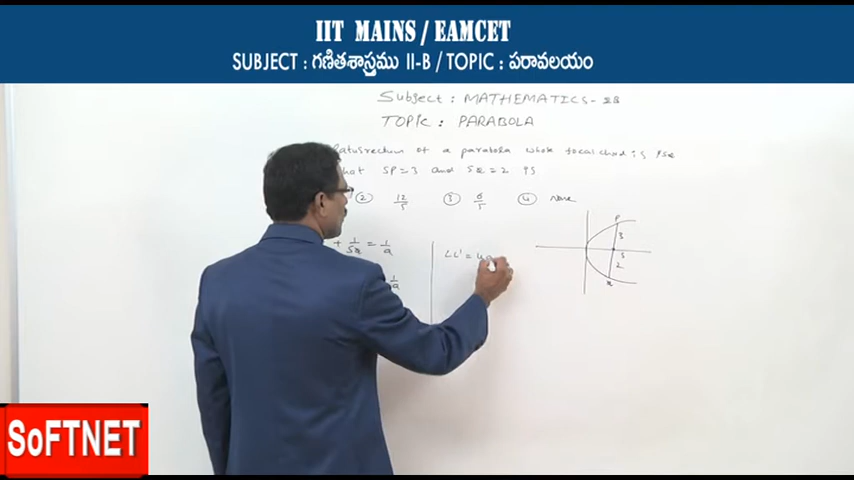 IIT MAINS / EAMCET
SUBJECT : గణితశాస్త్రము II-B / TOPIC : పరావలయం
Subject : MATHEMATICS - IIB
TOPIC : PARABOLA
latusrectum of a parabola whose focal chord is PSQ
that SP=3 and SQ=2 is
② 12/5 ③ 6/5 ④ none
+ 1/SQ = 1/a
1/a
LL' = 4a
P
3
S
2
Q
SoFTNET